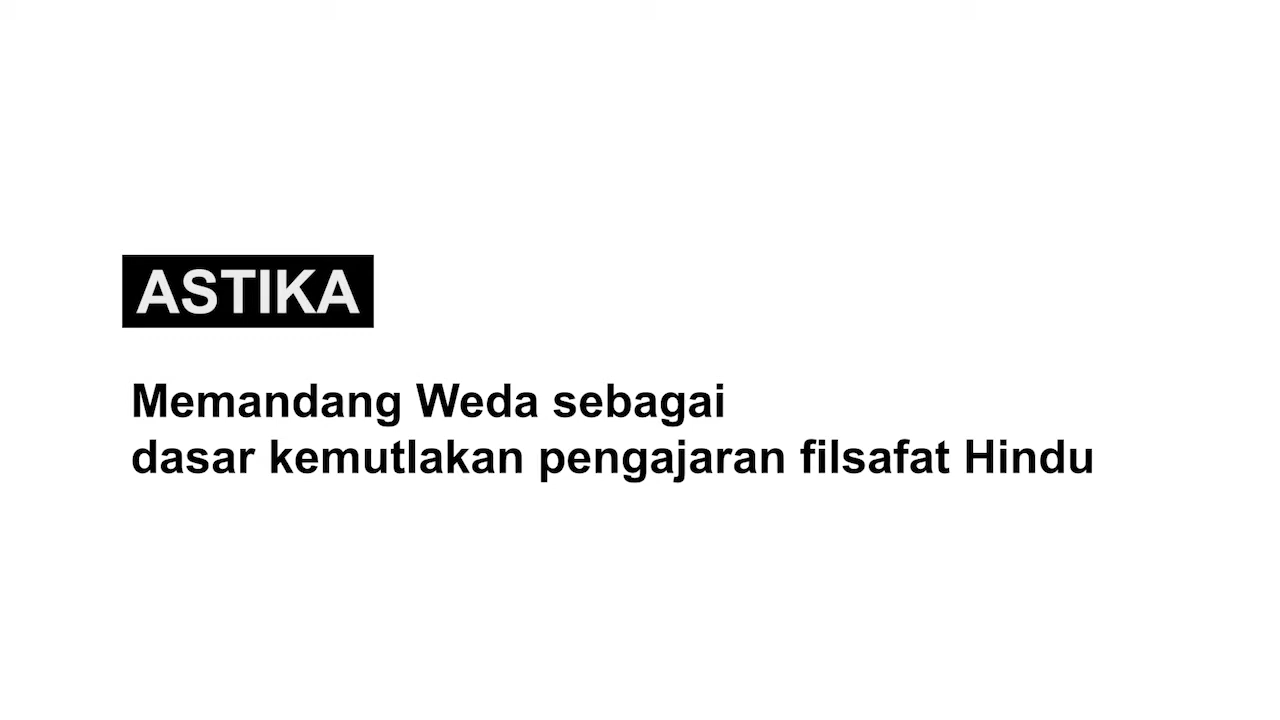 ASTIKA
Memandang Weda sebagai
dasar kemutlakan pengajaran filsafat Hindu